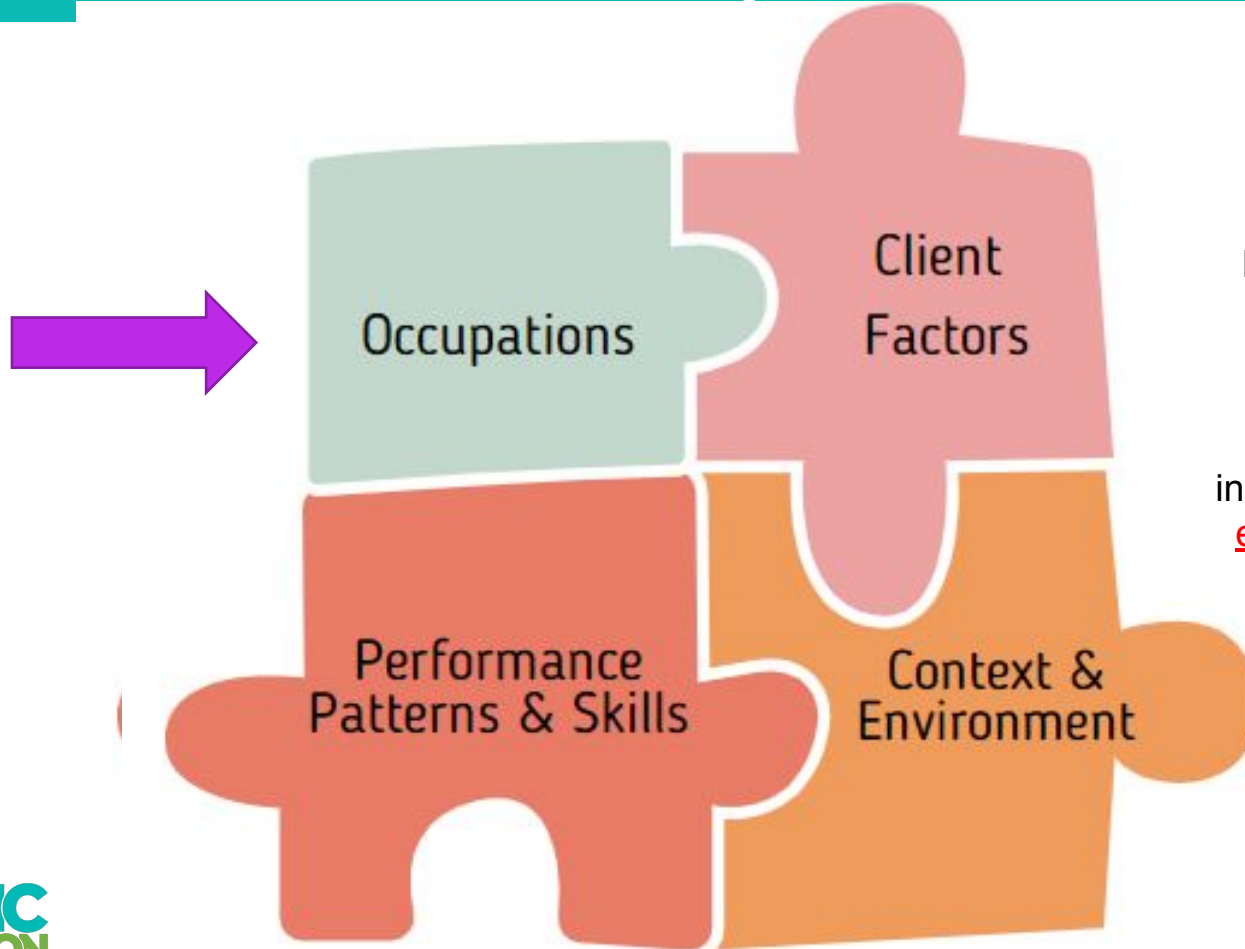 Occupations
Client
Factors
in
Performance
Patterns & Skills
Context &
Environment